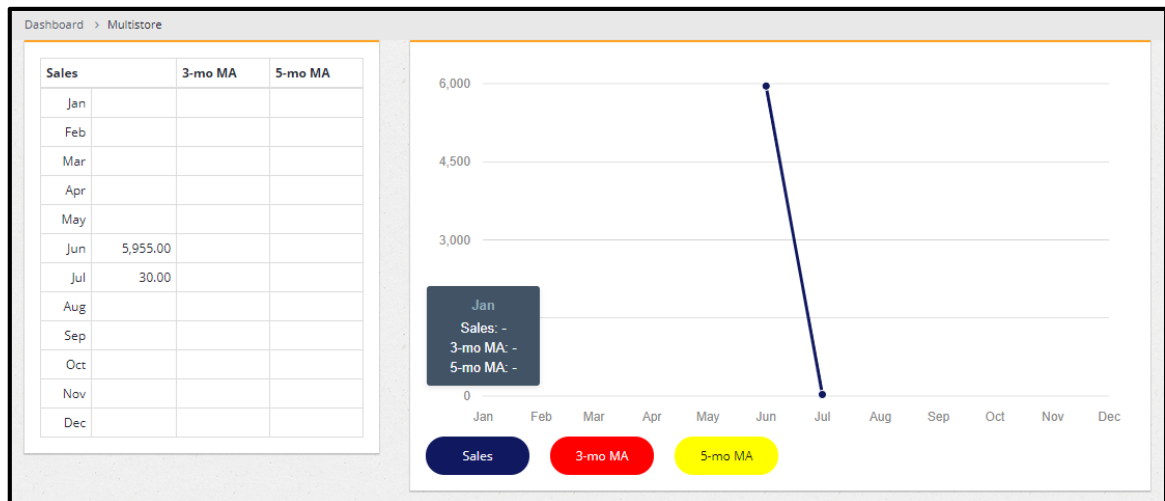 Dashboard > Multistore
Sales 3-mo MA 5-mo MA
Jan
Feb
Mar
Apr
May
Jun 5,955.00
Jul 30.00
Aug
Sep
Oct
Nov
Dec
6,000
4,500
3,000
0
Jan
Sales: -
3-mo MA: -
5-mo MA: -
Jan Feb Mar Apr May Jun Jul Aug Sep Oct Nov Dec
Sales 3-mo MA 5-mo MA